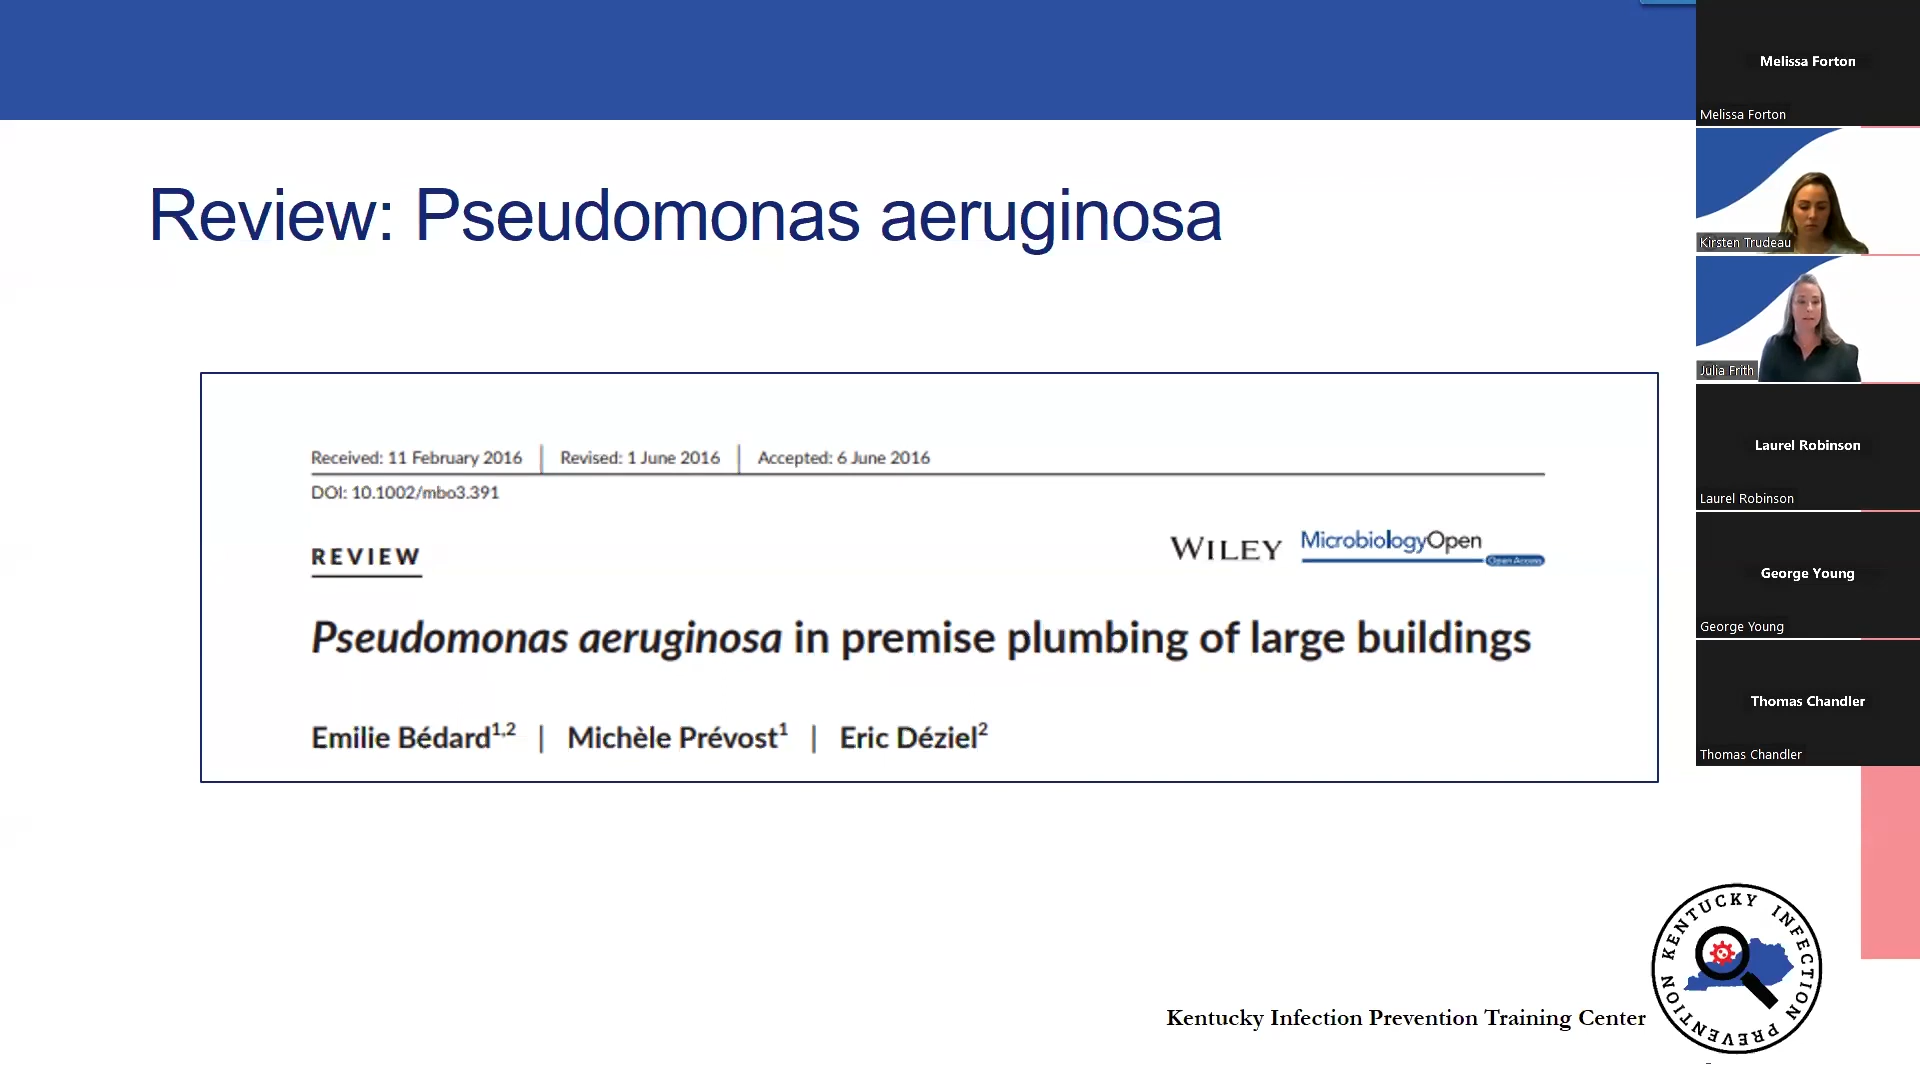 Review: Pseudomonas aeruginosa
Received: 11 February 2016 | Revised: 1 June 2016 | Accepted: 6 June 2016
DOI: 10.1002/mbo3.391
REVIEW
WILEY MicrobiologyOpen
Open Access
Pseudomonas aeruginosa in premise plumbing of large buildings
Emilie Bédard1,2 | Michèle Prévost1 | Eric Déziel2
Kentucky Infection Prevention Training Center
KENTUCKY INFECTION PREVENTION
Melissa Forton
Melissa Forton
Kirsten Trudeau
Julia Frith
Laurel Robinson
Laurel Robinson
George Young
George Young
Thomas Chandler
Thomas Chandler